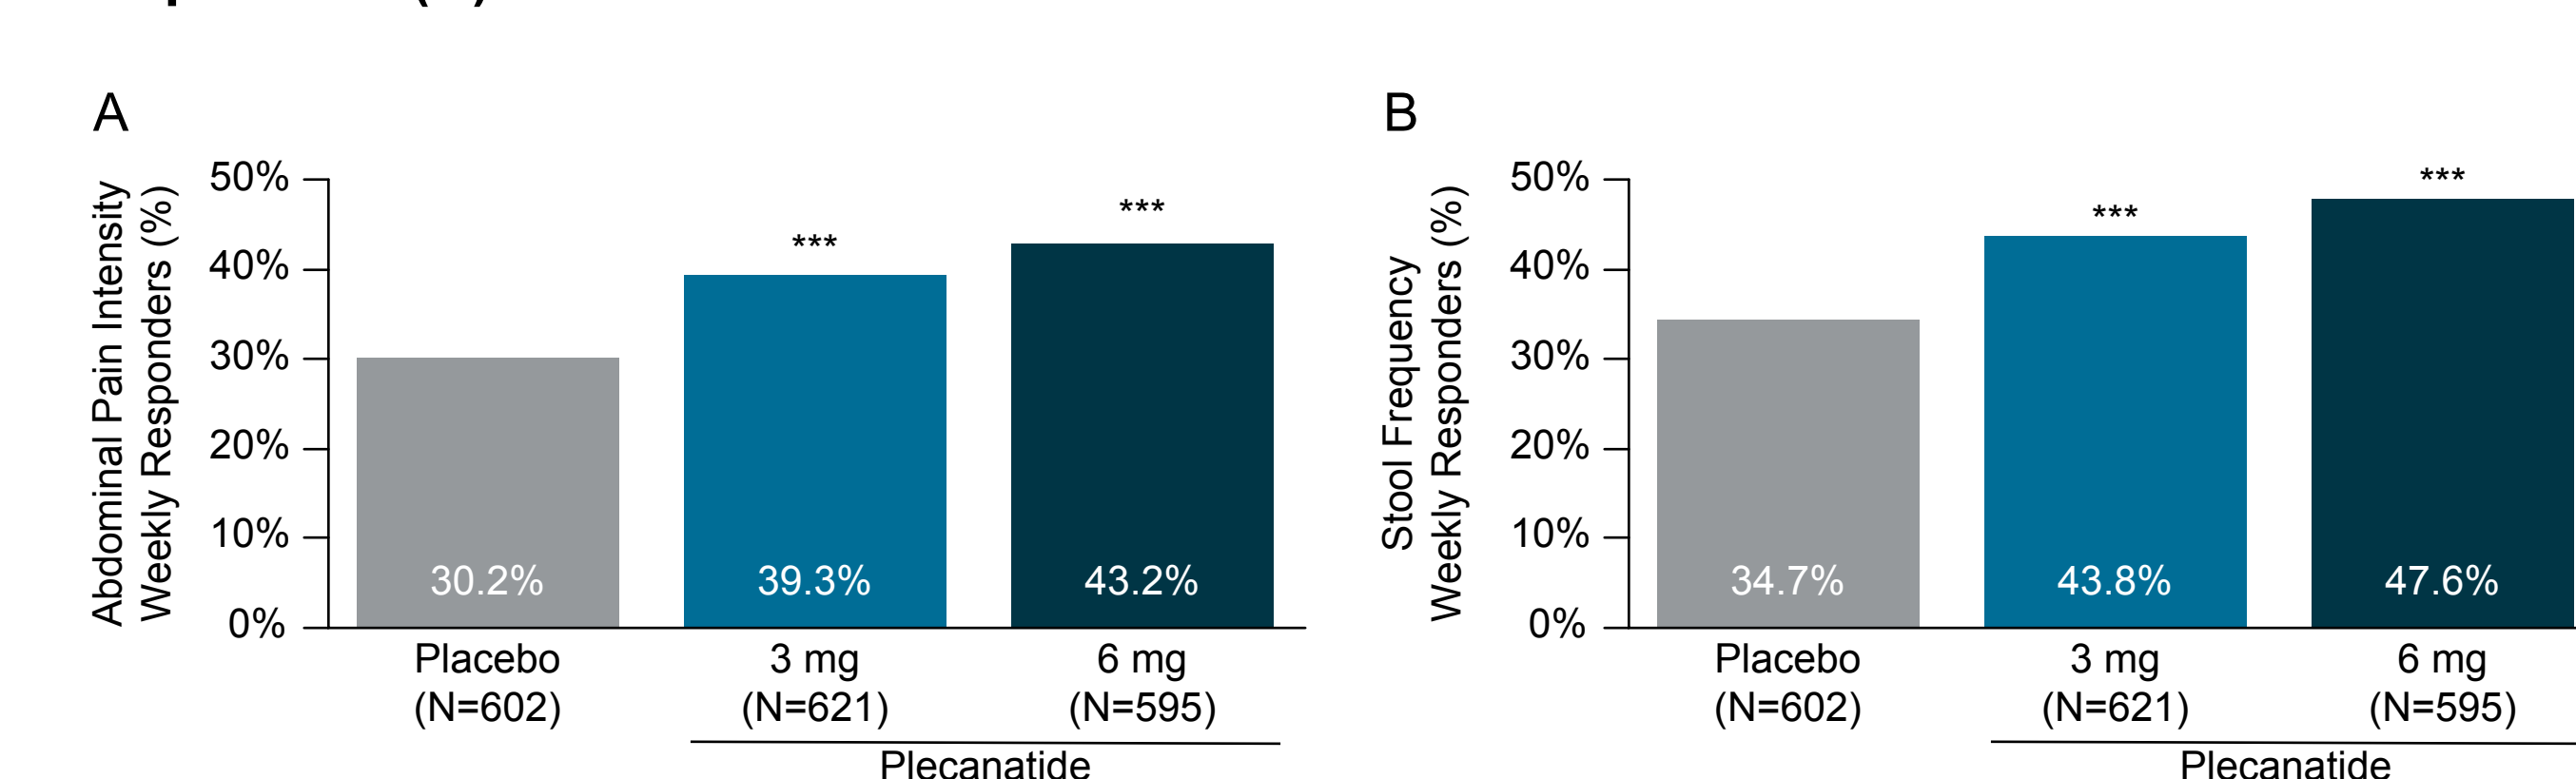 A
Abdominal Pain Intensity
Weekly Responders (%)
50%
40%
30%
20%
10%
0%
***
***
30.2%
39.3%
43.2%
Placebo
(N=602)
3 mg
(N=621)
6 mg
(N=595)
Plecanatide
B
Stool Frequency
Weekly Responders (%)
50%
40%
30%
20%
10%
0%
***
***
34.7%
43.8%
47.6%
Placebo
(N=602)
3 mg
(N=621)
6 mg
(N=595)
Plecanatide